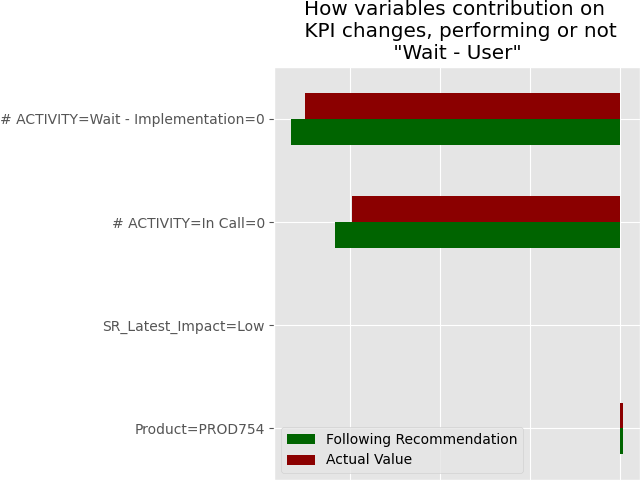 How variables contribution on
KPI changes, performing or not
"Wait - User"
# ACTIVITY=Wait - Implementation=0
# ACTIVITY=In Call=0
SR_Latest_Impact=Low
Product=PROD754
Following Recommendation
Actual Value